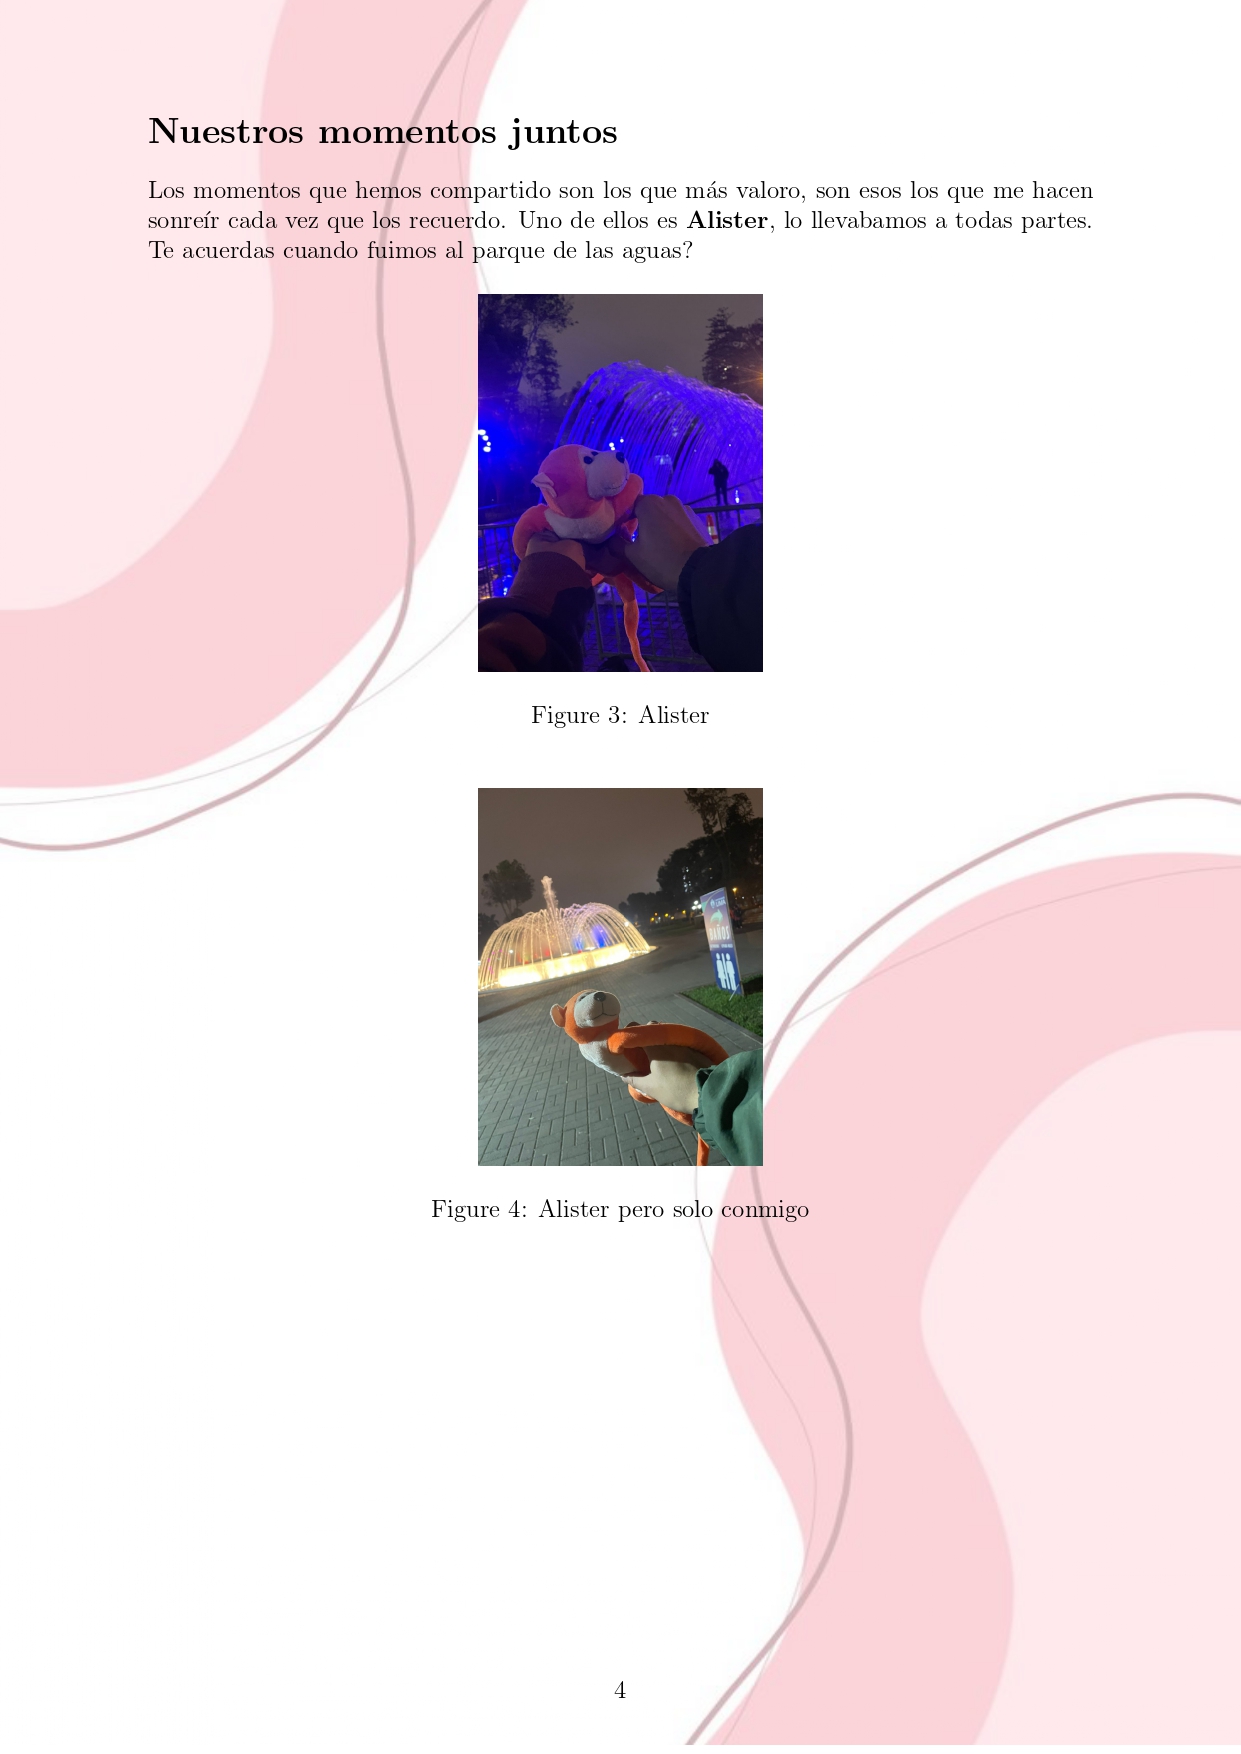 Nuestros momentos juntos
Los momentos que hemos compartido son los que más valoro, son esos los que me hacen
sonreír cada vez que los recuerdo. Uno de ellos es Alister, lo llevabamos a todas partes.
Te acuerdas cuando fuimos al parque de las aguas?
Figure 3: Alister
BAÑOS
Figure 4: Alister pero solo conmigo
4